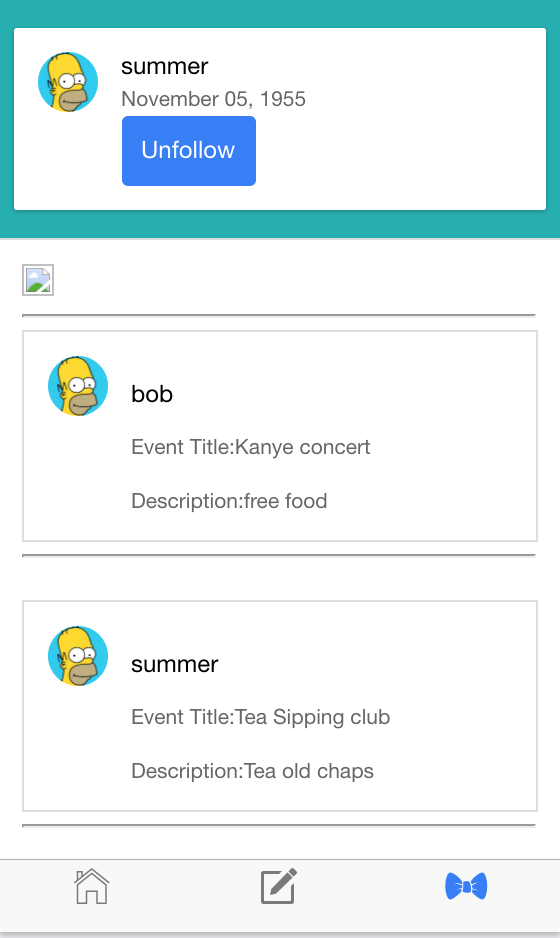 summer
November 05, 1955
Unfollow
bob
Event Title:Kanye concert
Description:free food
summer
Event Title:Tea Sipping club
Description:Tea old chaps